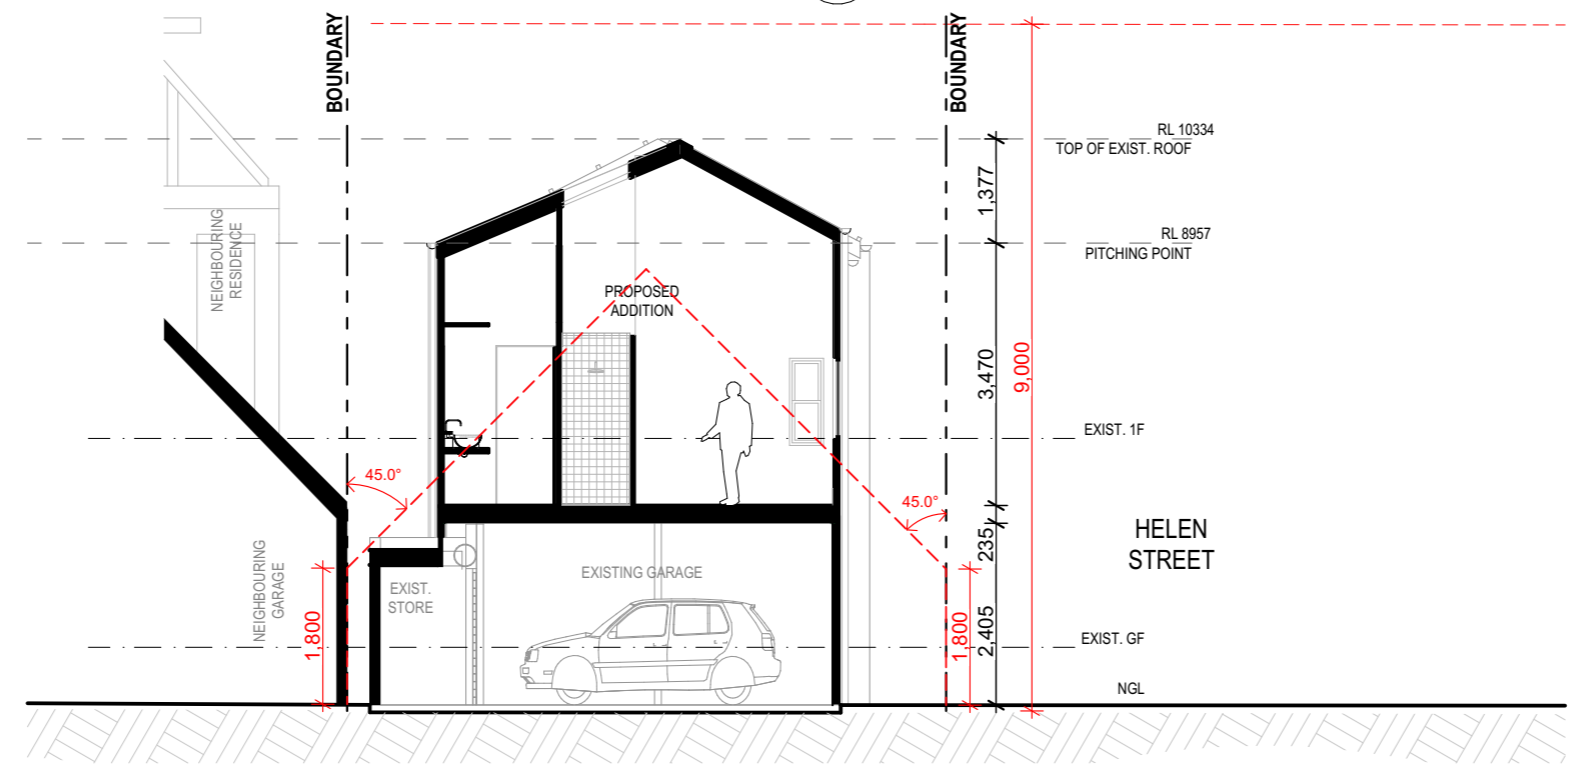 BOUNDARY
BOUNDARY
RL 10334
TOP OF EXIST. ROOF
1,377
NEIGHBOURING
RESIDENCE
RL 8957
PITCHING POINT
PROPOSED
ADDITION
3,470
9,000
EXIST. 1F
45.0°
45.0°
235
HELEN
STREET
NEIGHBOURING
GARAGE
EXIST.
STORE
EXISTING GARAGE
1,800
1,800
2,405
EXIST. GF
NGL